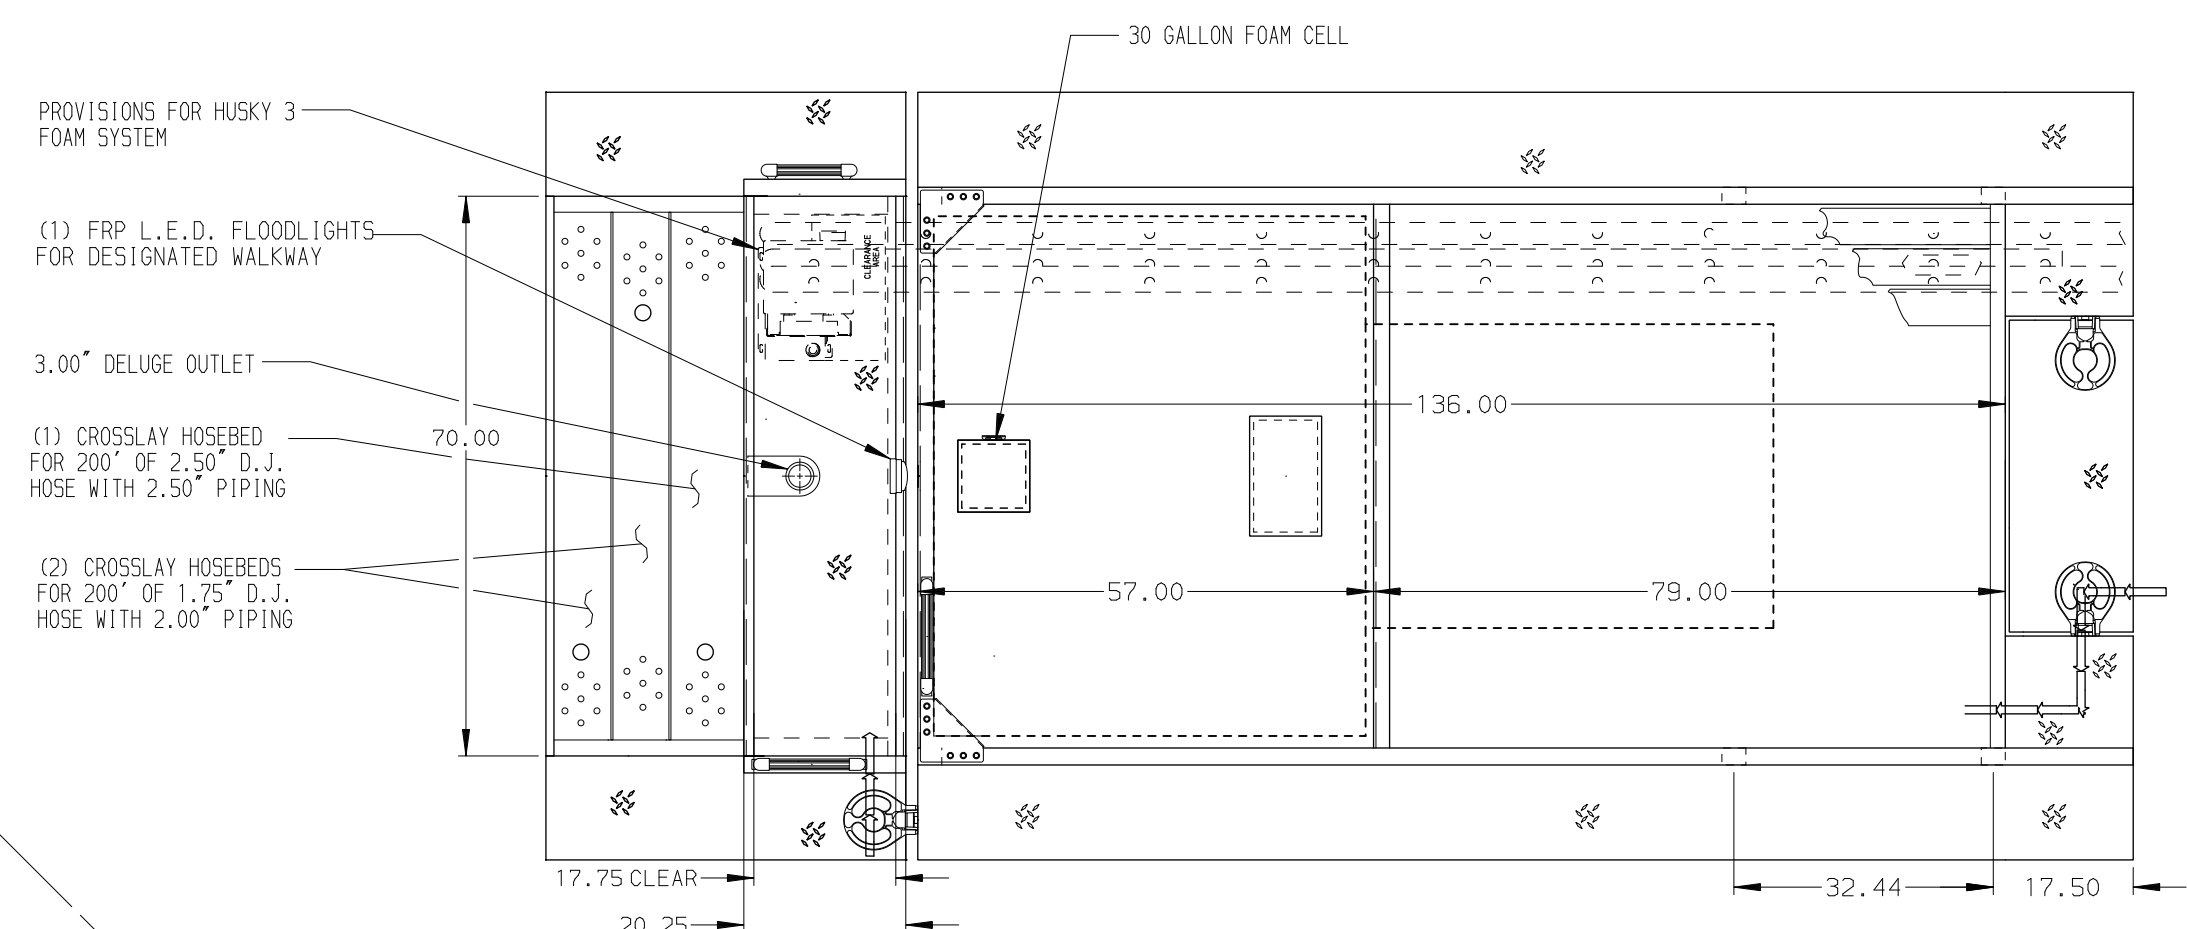 30 GALLON FOAM CELL
PROVISIONS FOR HUSKY 3
FOAM SYSTEM
(1) FRP L.E.D. FLOODLIGHTS
FOR DESIGNATED WALKWAY
CLEARANCE
AREA
3.00″ DELUGE OUTLET
136.00
(1) CROSSLAY HOSEBED
FOR 200′ OF 2.50″ D.J.
HOSE WITH 2.50″ PIPING
70.00
(2) CROSSLAY HOSEBEDS
FOR 200′ OF 1.75″ D.J.
HOSE WITH 2.00″ PIPING
57.00
79.00
17.75 CLEAR
32.44
17.50
20.25